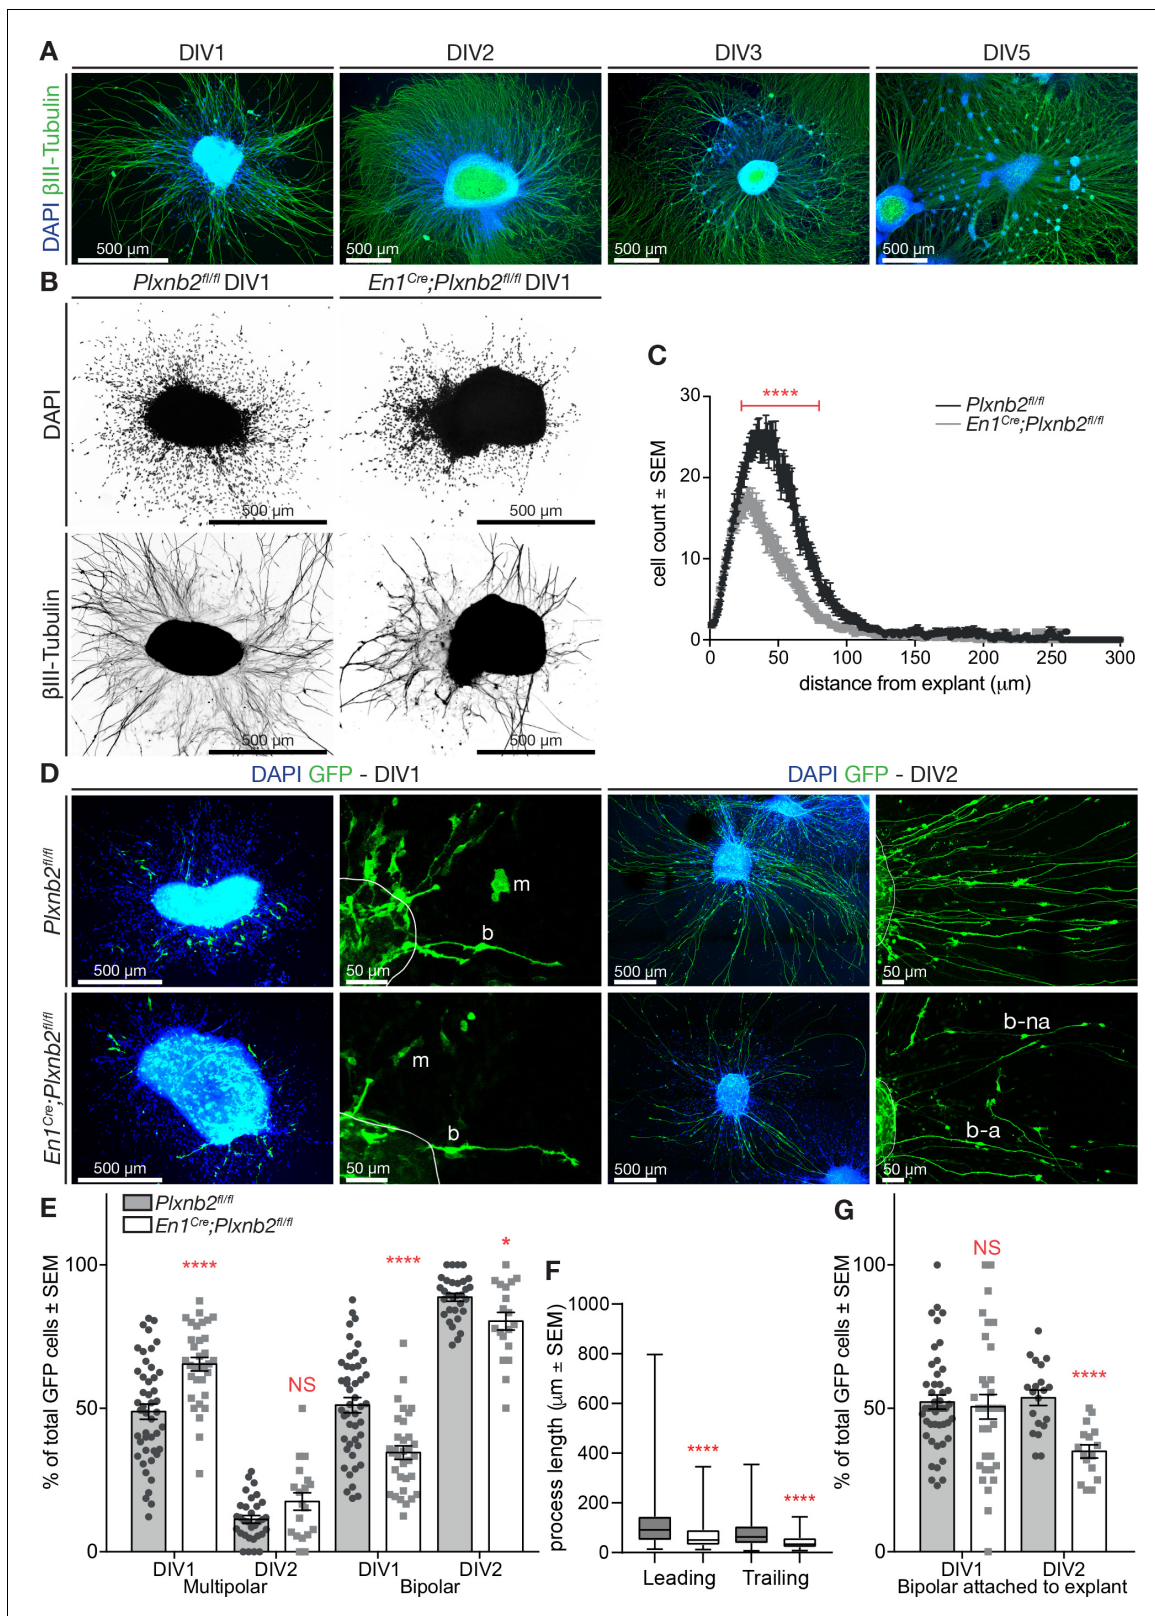 A
DIV1 DIV2 DIV3 DIV5
DAPI βIII-Tubulin
500 µm 500 µm 500 µm 500 µm
B
Plxnb2fl/fl DIV1 En1Cre;Plxnb2fl/fl DIV1
DAPI
500 µm 500 µm
βIII-Tubulin
500 µm 500 µm
C
30
20
10
0
cell count ± SEM
****
Plxnb2fl/fl
En1Cre;Plxnb2fl/fl
0 50 100 150 200 250 300
distance from explant (µm)
D
DAPI GFP - DIV1 DAPI GFP - DIV2
Plxnb2fl/fl
m
b
500 µm 50 µm 500 µm 50 µm
En1Cre;Plxnb2fl/fl
m
b
b-na
b-a
500 µm 50 µm 500 µm 50 µm
E
Plxnb2fl/fl
En1Cre;Plxnb2fl/fl
% of total GFP cells ± SEM
100
50
0
**** NS **** *
DIV1 DIV2 DIV1 DIV2
Multipolar Bipolar
F
process length (µm ± SEM)
1000
800
600
400
200
0
**** ****
Leading Trailing
G
% of total GFP cells ± SEM
100
50
0
NS ****
DIV1 DIV2
Bipolar attached to explant